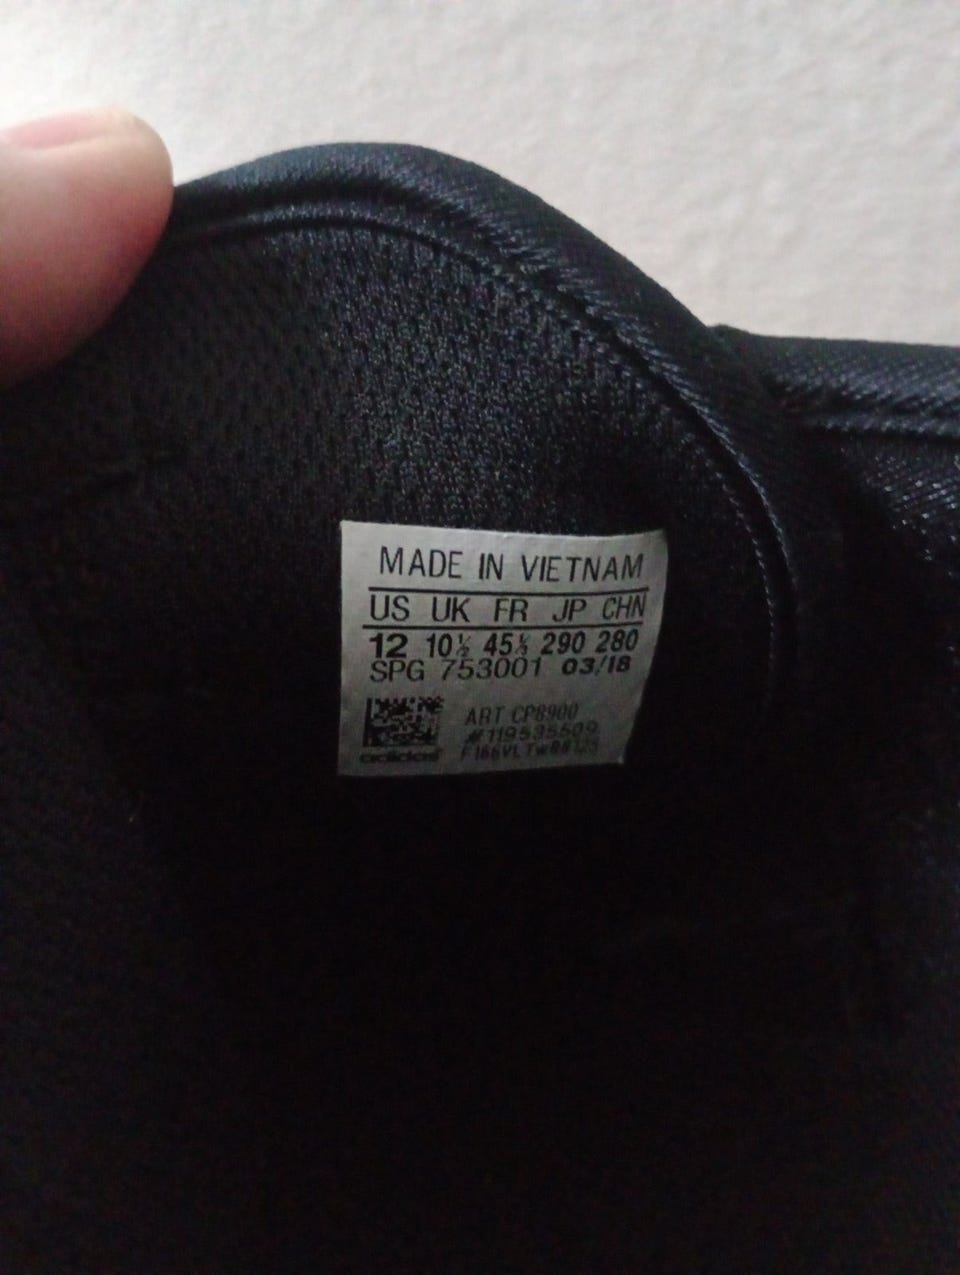 MADE IN VIETNAM
US UK FR JP CHN
12 10½ 45⅓ 290 280
SPG 753001 03/18
ART CP8900
#119535509
adidas